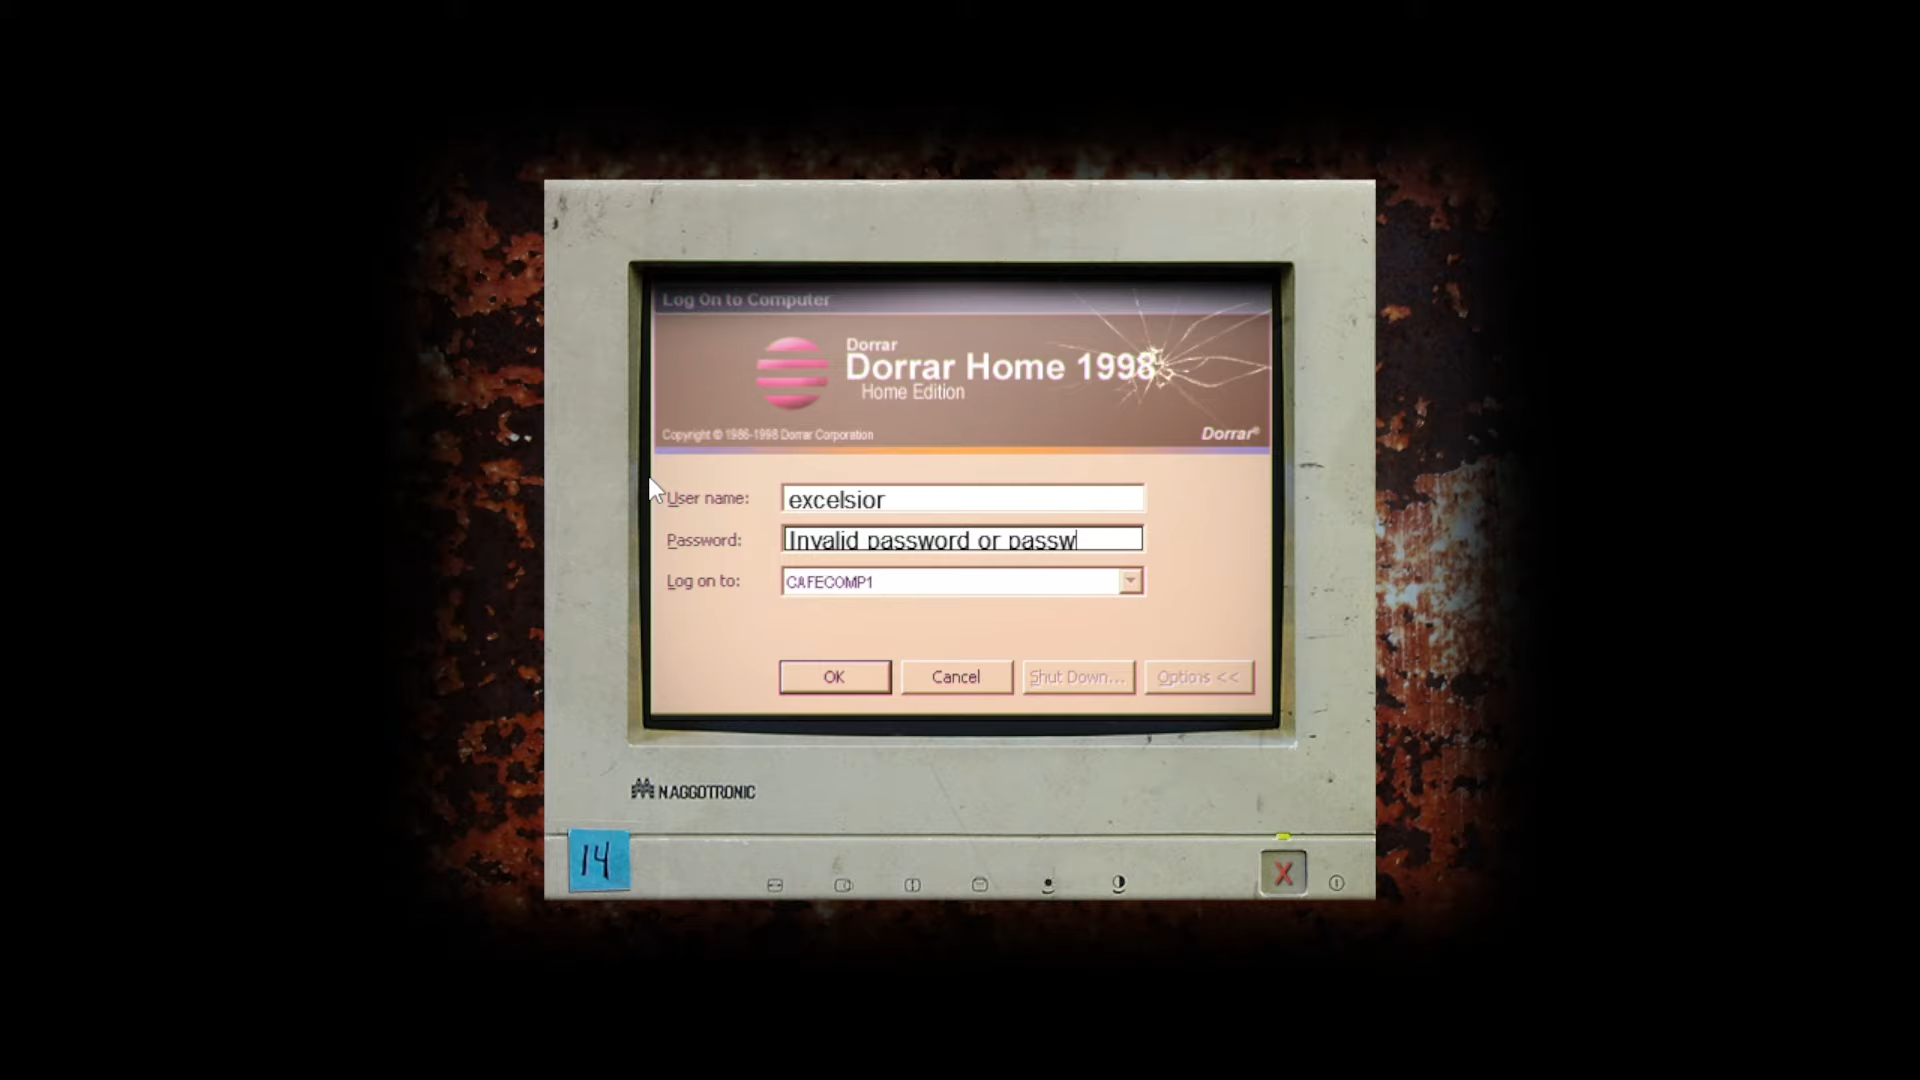 Log On to Computer
Dorrar
Dorrar Home 1998
Home Edition
Copyright © 1986-1998 Dorrar Corporation
Dorrar®
User name:
excelsior
Password:
Invalid password or passw
Log on to:
CAFECOMP1
OK
Cancel
Shut Down...
Options <<
NAGGOTRONIC
14
X